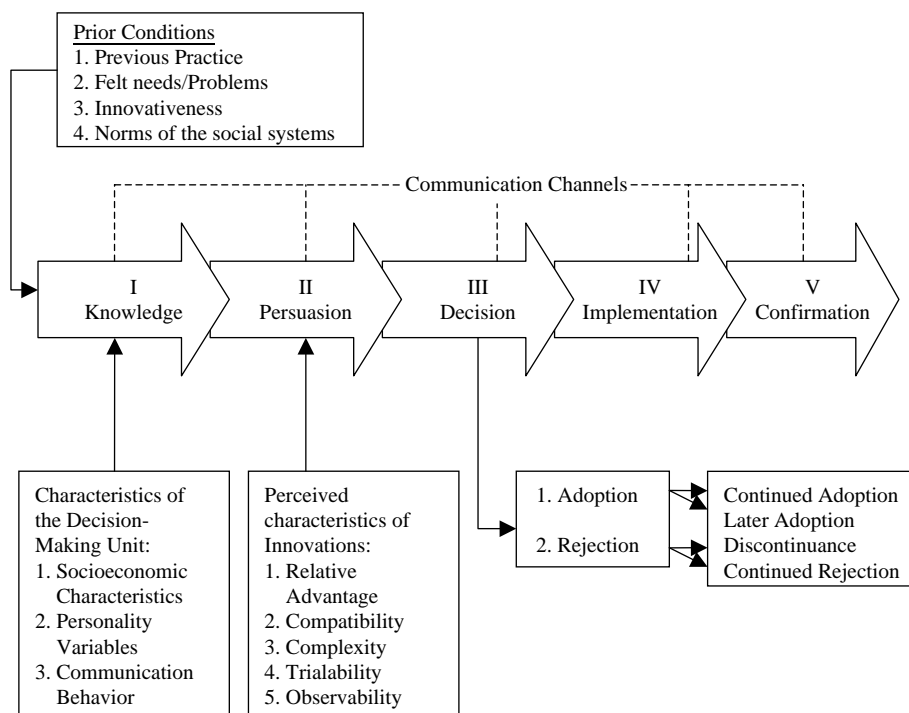 Prior Conditions
1. Previous Practice
2. Felt needs/Problems
3. Innovativeness
4. Norms of the social systems
Communication Channels
I
Knowledge
II
Persuasion
III
Decision
IV
Implementation
V
Confirmation
Characteristics of
the Decision-
Making Unit:
1. Socioeconomic
Characteristics
2. Personality
Variables
3. Communication
Behavior
Perceived
characteristics of
Innovations:
1. Relative
Advantage
2. Compatibility
3. Complexity
4. Trialability
5. Observability
1. Adoption
2. Rejection
Continued Adoption
Later Adoption
Discontinuance
Continued Rejection